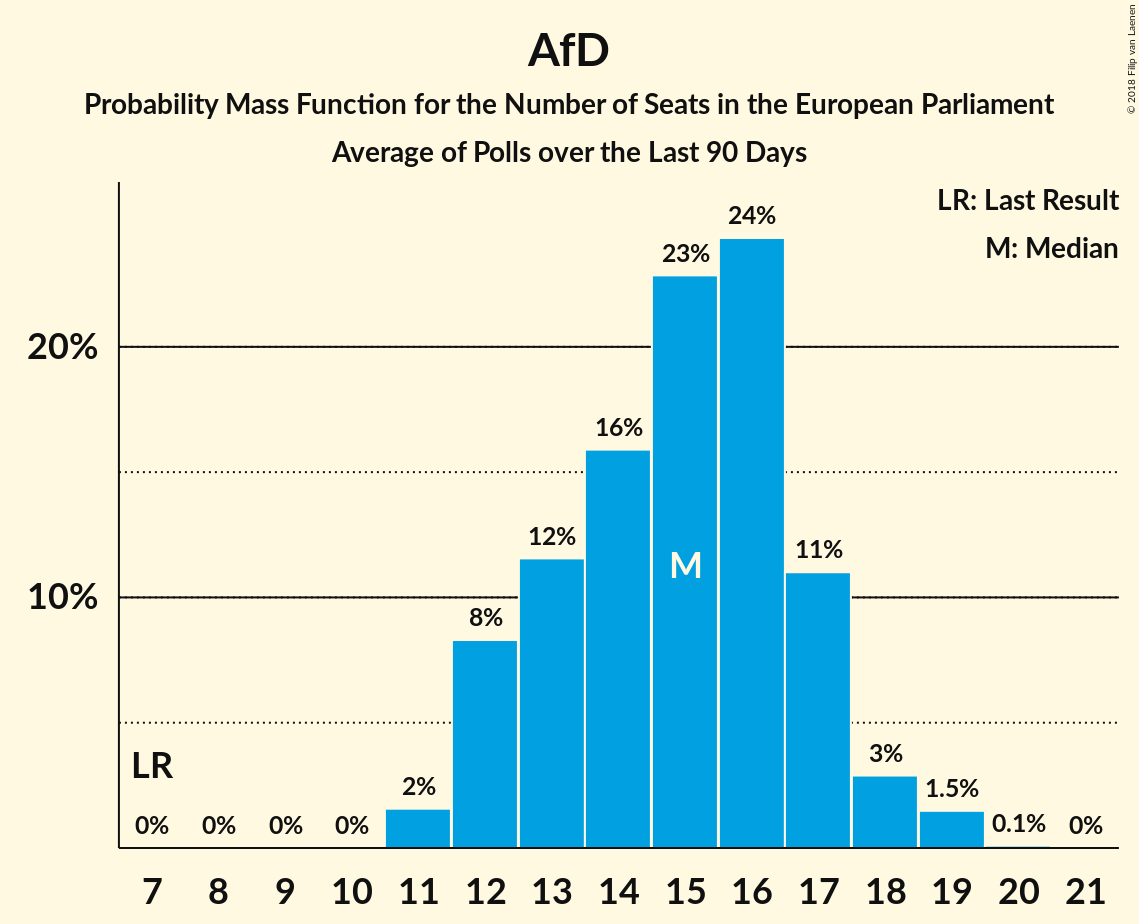 AfD
Probability Mass Function for the Number of Seats in the European Parliament
Average of Polls over the Last 90 Days
© 2018 Filip van Laenen
LR: Last Result
M: Median
24%
23%
20%
16%
12%
11%
M
10%
8%
LR
3%
2%
1.5%
0% 0% 0% 0% 0.1% 0%
7 8 9 10 11 12 13 14 15 16 17 18 19 20 21